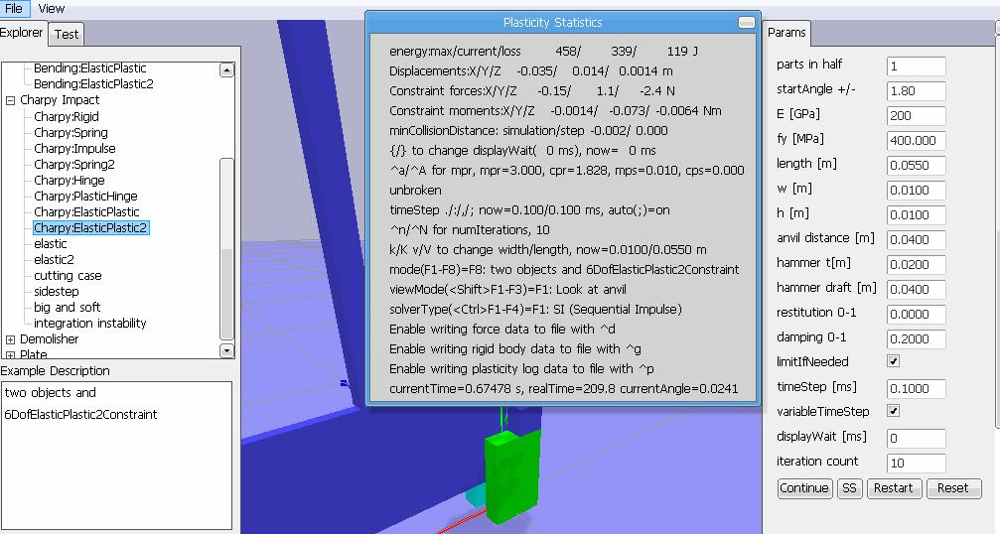 File View
Explorer Test
Bending:ElasticPlastic
Bending:ElasticPlastic2
Charpy Impact
Charpy:Rigid
Charpy:Spring
Charpy:Impulse
Charpy:Spring2
Charpy:Hinge
Charpy:PlasticHinge
Charpy:ElasticPlastic
Charpy:ElasticPlastic2
elastic
elastic2
cutting case
sidestep
big and soft
integration instability
Demolisher
Plate
Example Description
two objects and
6DofElasticPlastic2Constraint
Plasticity Statistics
energy:max/current/loss 458/ 339/ 119 J
Displacements:X/Y/Z -0.035/ 0.014/ 0.0014 m
Constraint forces:X/Y/Z -0.15/ 1.1/ -2.4 N
Constraint moments:X/Y/Z -0.0014/ -0.073/ -0.0064 Nm
minCollisionDistance: simulation/step -0.002/ 0.000
{/} to change displayWait( 0 ms), now= 0 ms
^a/^A for mpr, mpr=3.000, cpr=1.828, mps=0.010, cps=0.000
unbroken
timeStep ./:/,/; now=0.100/0.100 ms, auto(;)=on
^n/^N for numIterations, 10
k/K v/V to change width/length, now=0.0100/0.0550 m
mode(F1-F8)=F8: two objects and 6DofElasticPlastic2Constraint
viewMode(<Shift>F1-F3)=F1: Look at anvil
solverType(<Ctrl>F1-F4)=F1: SI (Sequential Impulse)
Enable writing force data to file with ^d
Enable writing rigid body data to file with ^g
Enable writing plasticity log data to file with ^p
currentTime=0.67478 s, realTime=209.8 currentAngle=0.0241
Params
parts in half 1
startAngle +/- 1.80
E [GPa] 200
fy [MPa] 400.000
length [m] 0.0550
w [m] 0.0100
h [m] 0.0100
anvil distance [m] 0.0400
hammer t[m] 0.0200
hammer draft [m] 0.0400
restitution 0-1 0.0000
damping 0-1 0.2000
limitIfNeeded
timeStep [ms] 0.1000
variableTimeStep
displayWait [ms] 0
iteration count 10
Continue SS Restart Reset